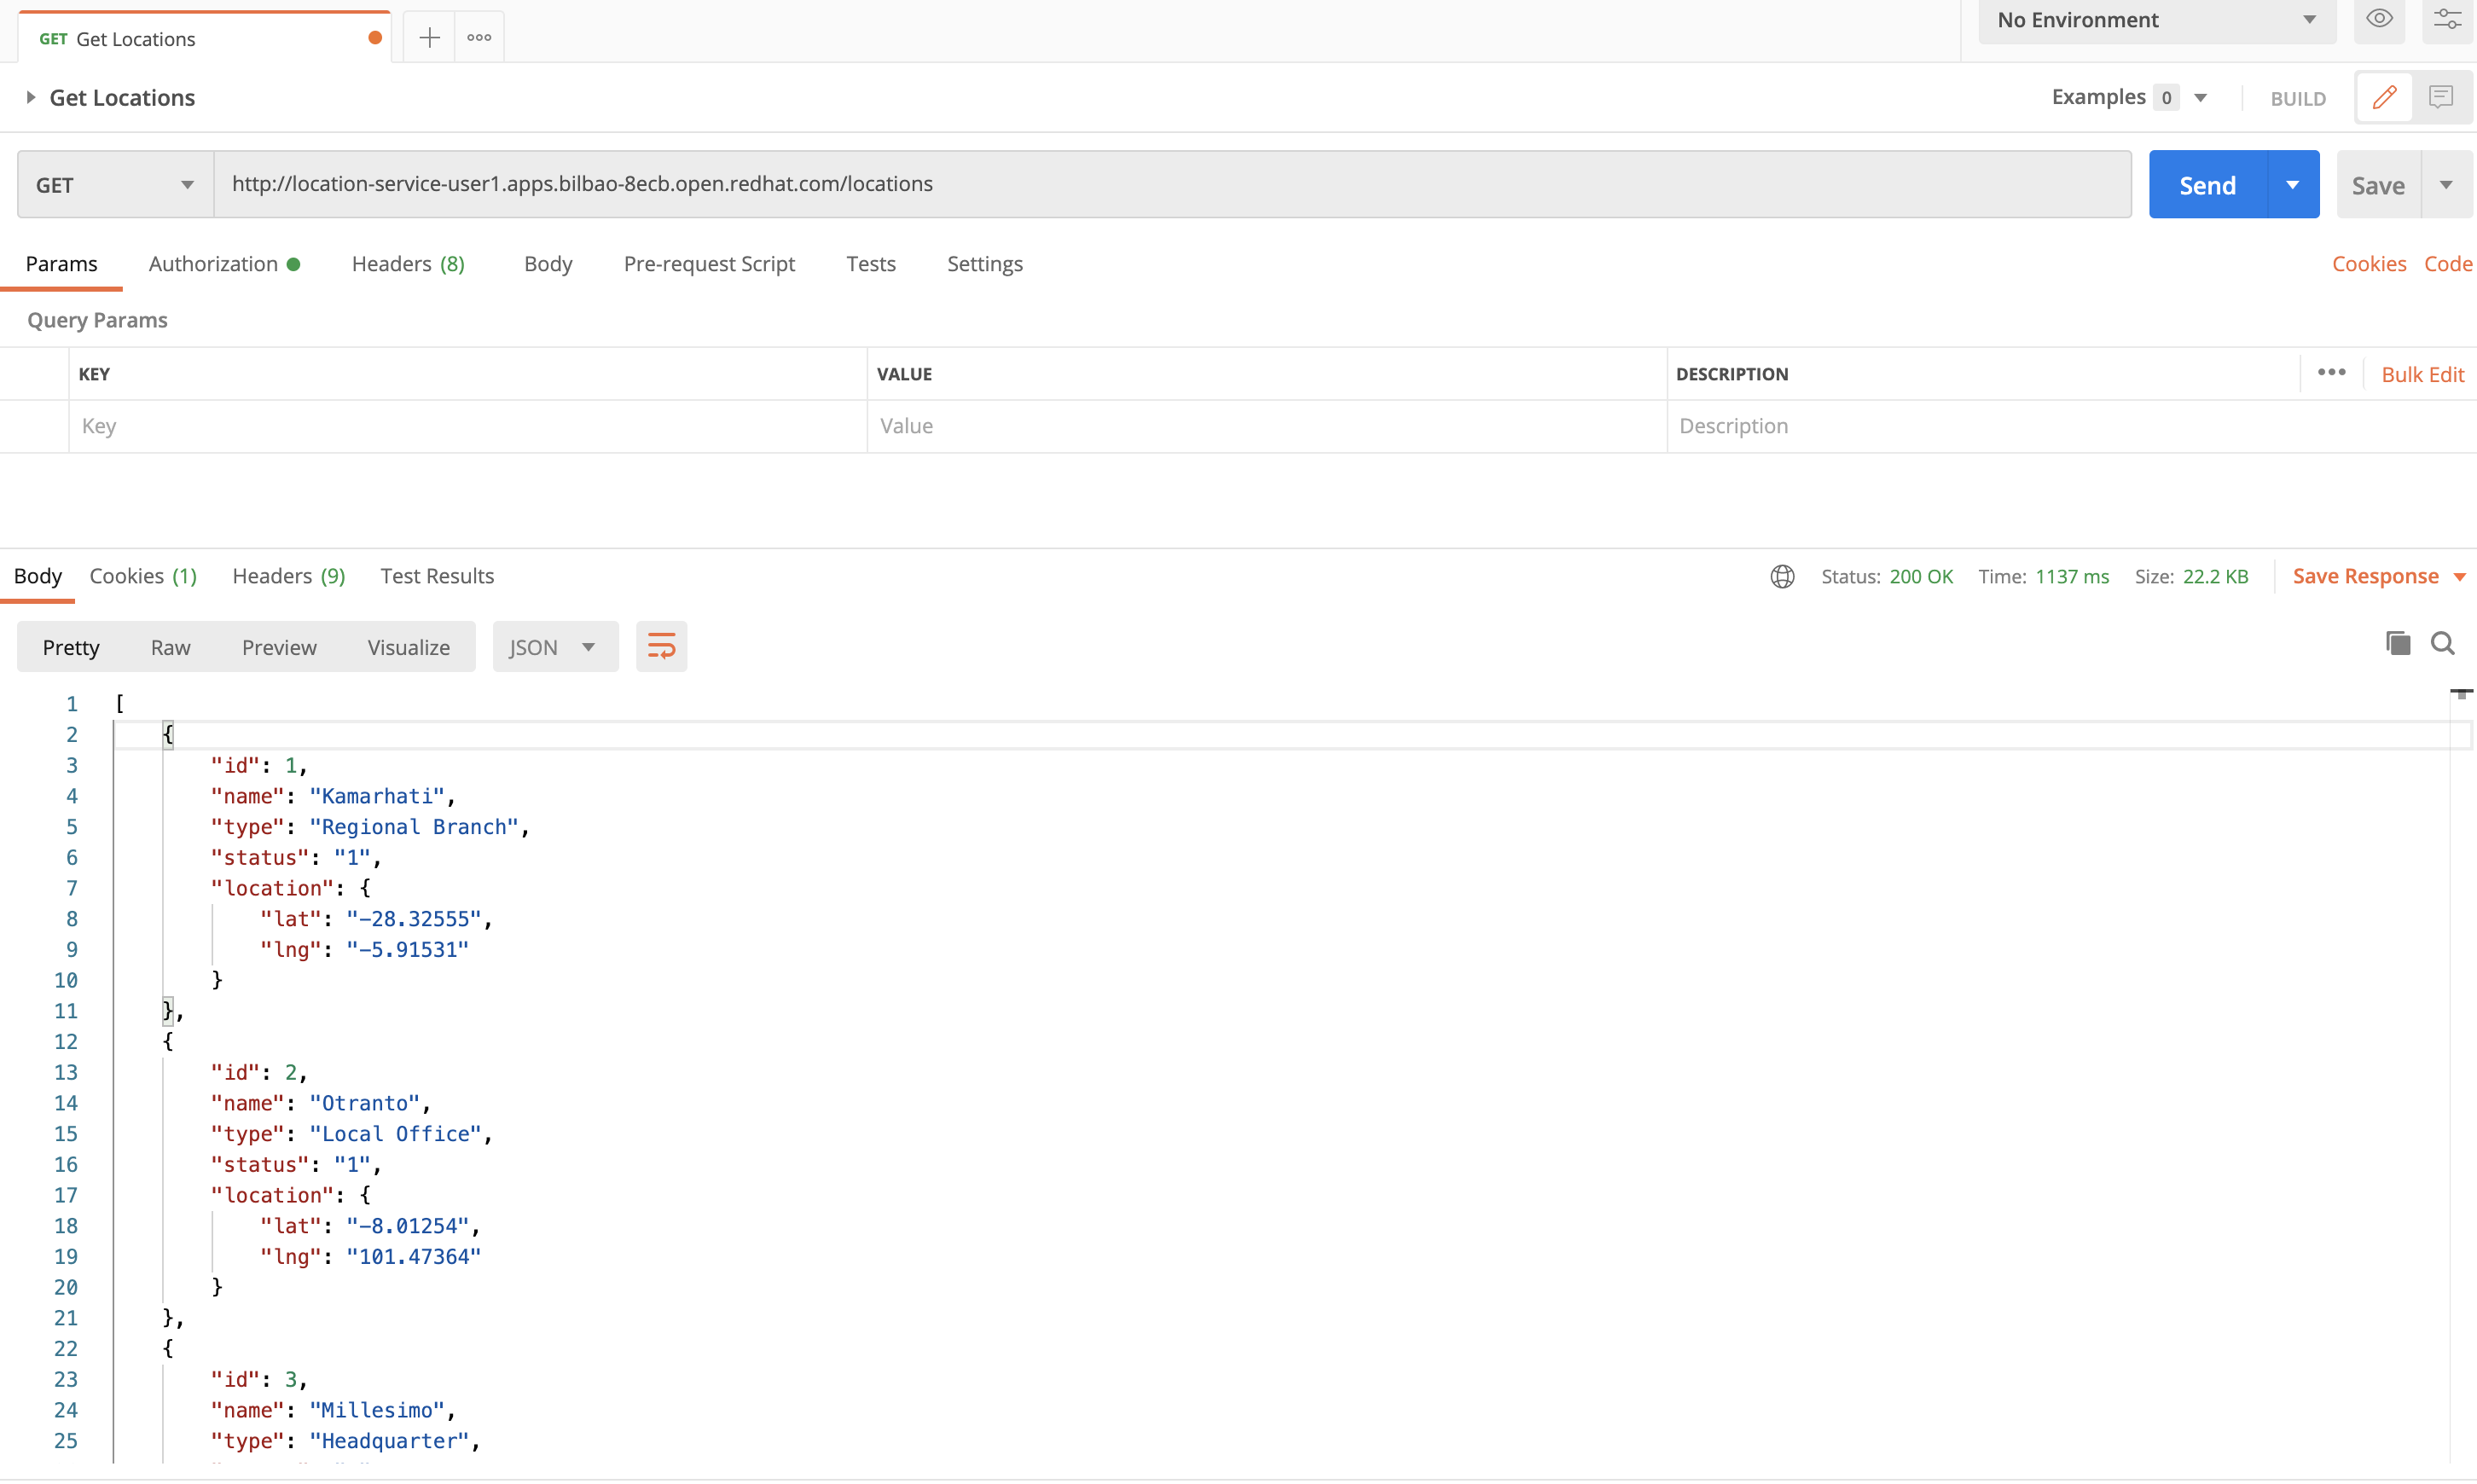 GET Get Locations
No Environment
Get Locations
Examples 0
BUILD
GET
http://location-service-user1.apps.bilbao-8ecb.open.redhat.com/locations
Send
Save
Params Authorization Headers (8) Body Pre-request Script Tests Settings
Cookies Code
Query Params
KEY VALUE DESCRIPTION
Bulk Edit
Key Value Description
Body Cookies (1) Headers (9) Test Results
Status: 200 OK Time: 1137 ms Size: 22.2 KB
Save Response
Pretty Raw Preview Visualize JSON
1 [
2 {
3 "id": 1,
4 "name": "Kamarhati",
5 "type": "Regional Branch",
6 "status": "1",
7 "location": {
8 "lat": "-28.32555",
9 "lng": "-5.91531"
10 }
11 },
12 {
13 "id": 2,
14 "name": "Otranto",
15 "type": "Local Office",
16 "status": "1",
17 "location": {
18 "lat": "-8.01254",
19 "lng": "101.47364"
20 }
21 },
22 {
23 "id": 3,
24 "name": "Millesimo",
25 "type": "Headquarter",